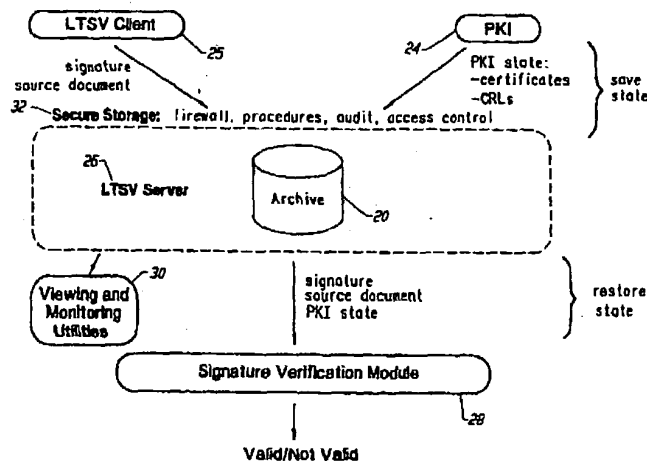 LTSV Client
25
PKI
24
signature
source document
PKI state:
-certificates
-CRLs
save
state
32
Secure Storage: firewall, procedures, audit, access control
26
LTSV Server
Archive
20
30
Viewing and
Monitoring
Utilities
signature
source document
PKI state
restore
state
Signature Verification Module
28
Valid/Not Valid